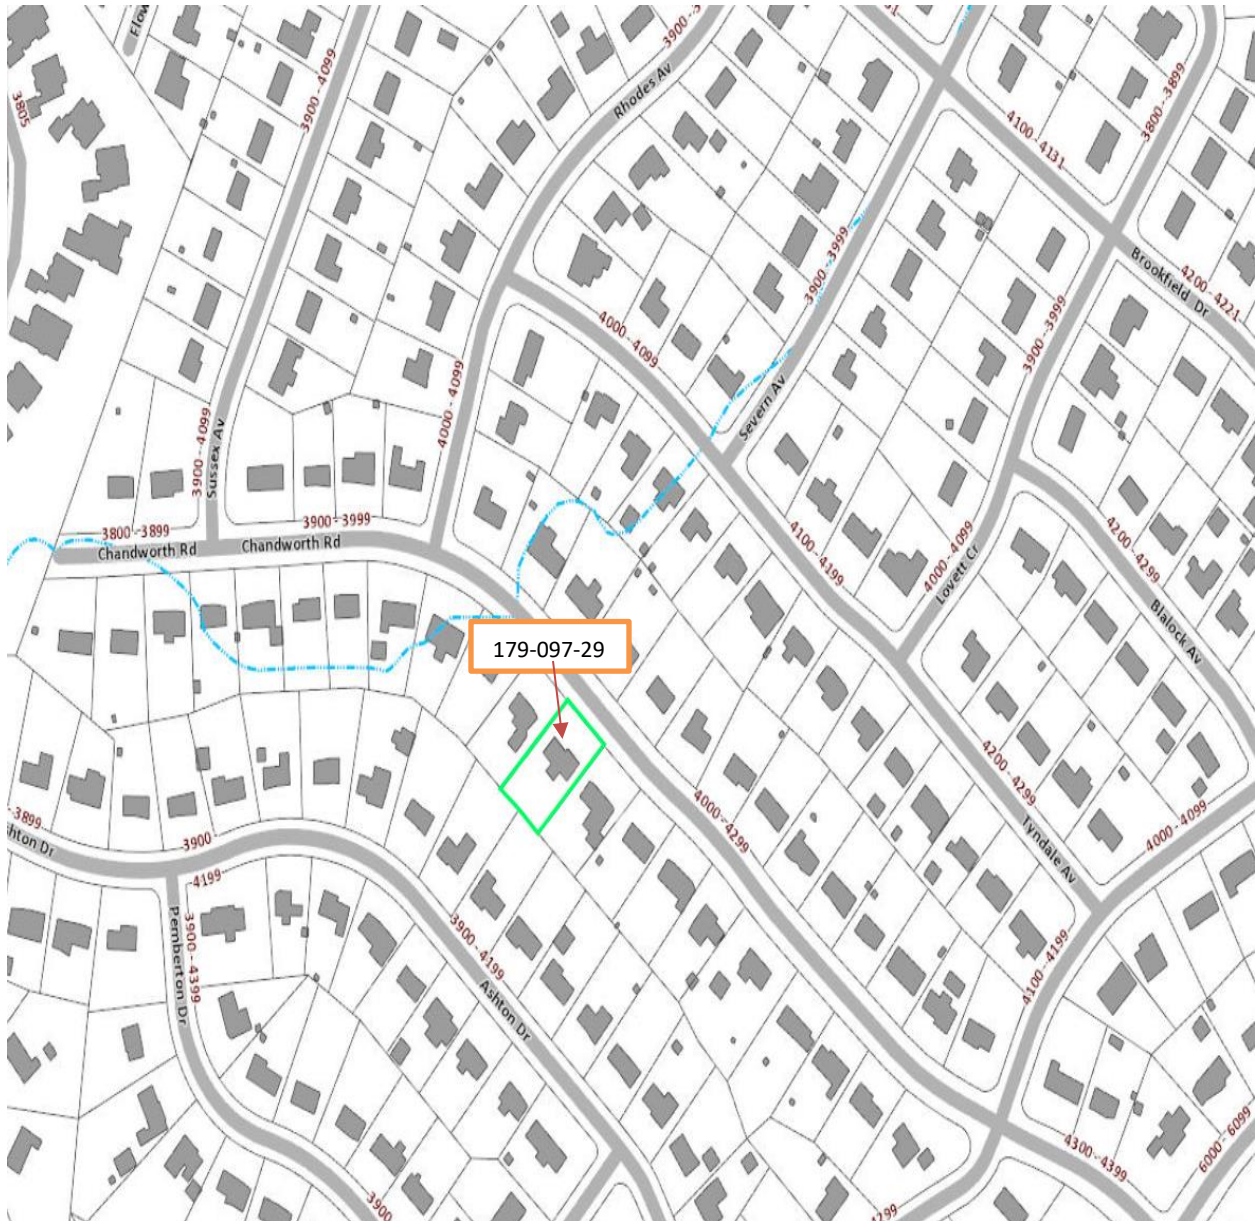 Flow
3805
3900 - 4099
3900 - 3
Rhodes Av
4100 - 4131
3800 - 3899
3900 - 3999
Brookfield Dr
4200 - 4221
4000 - 4099
3900 - 3999
4000 - 4099
Severn Av
3900 - 4099
Sussex Av
3800 - 3899
Chandworth Rd
3900 - 3999
Chandworth Rd
4100 - 4199
4000 - 4099
Lovett Cr
4200 - 4299
Blalock Av
179-097-29
4000 - 4299
4200 - 4299
Tyndale Av
4000 - 4099
-3899
hton Dr
3900
-4199
Pemberton Dr
3900 - 4399
3900 - 4199
Ashton Dr
4100 - 4199
4300 - 4399
6000 - 6099
3900
4299